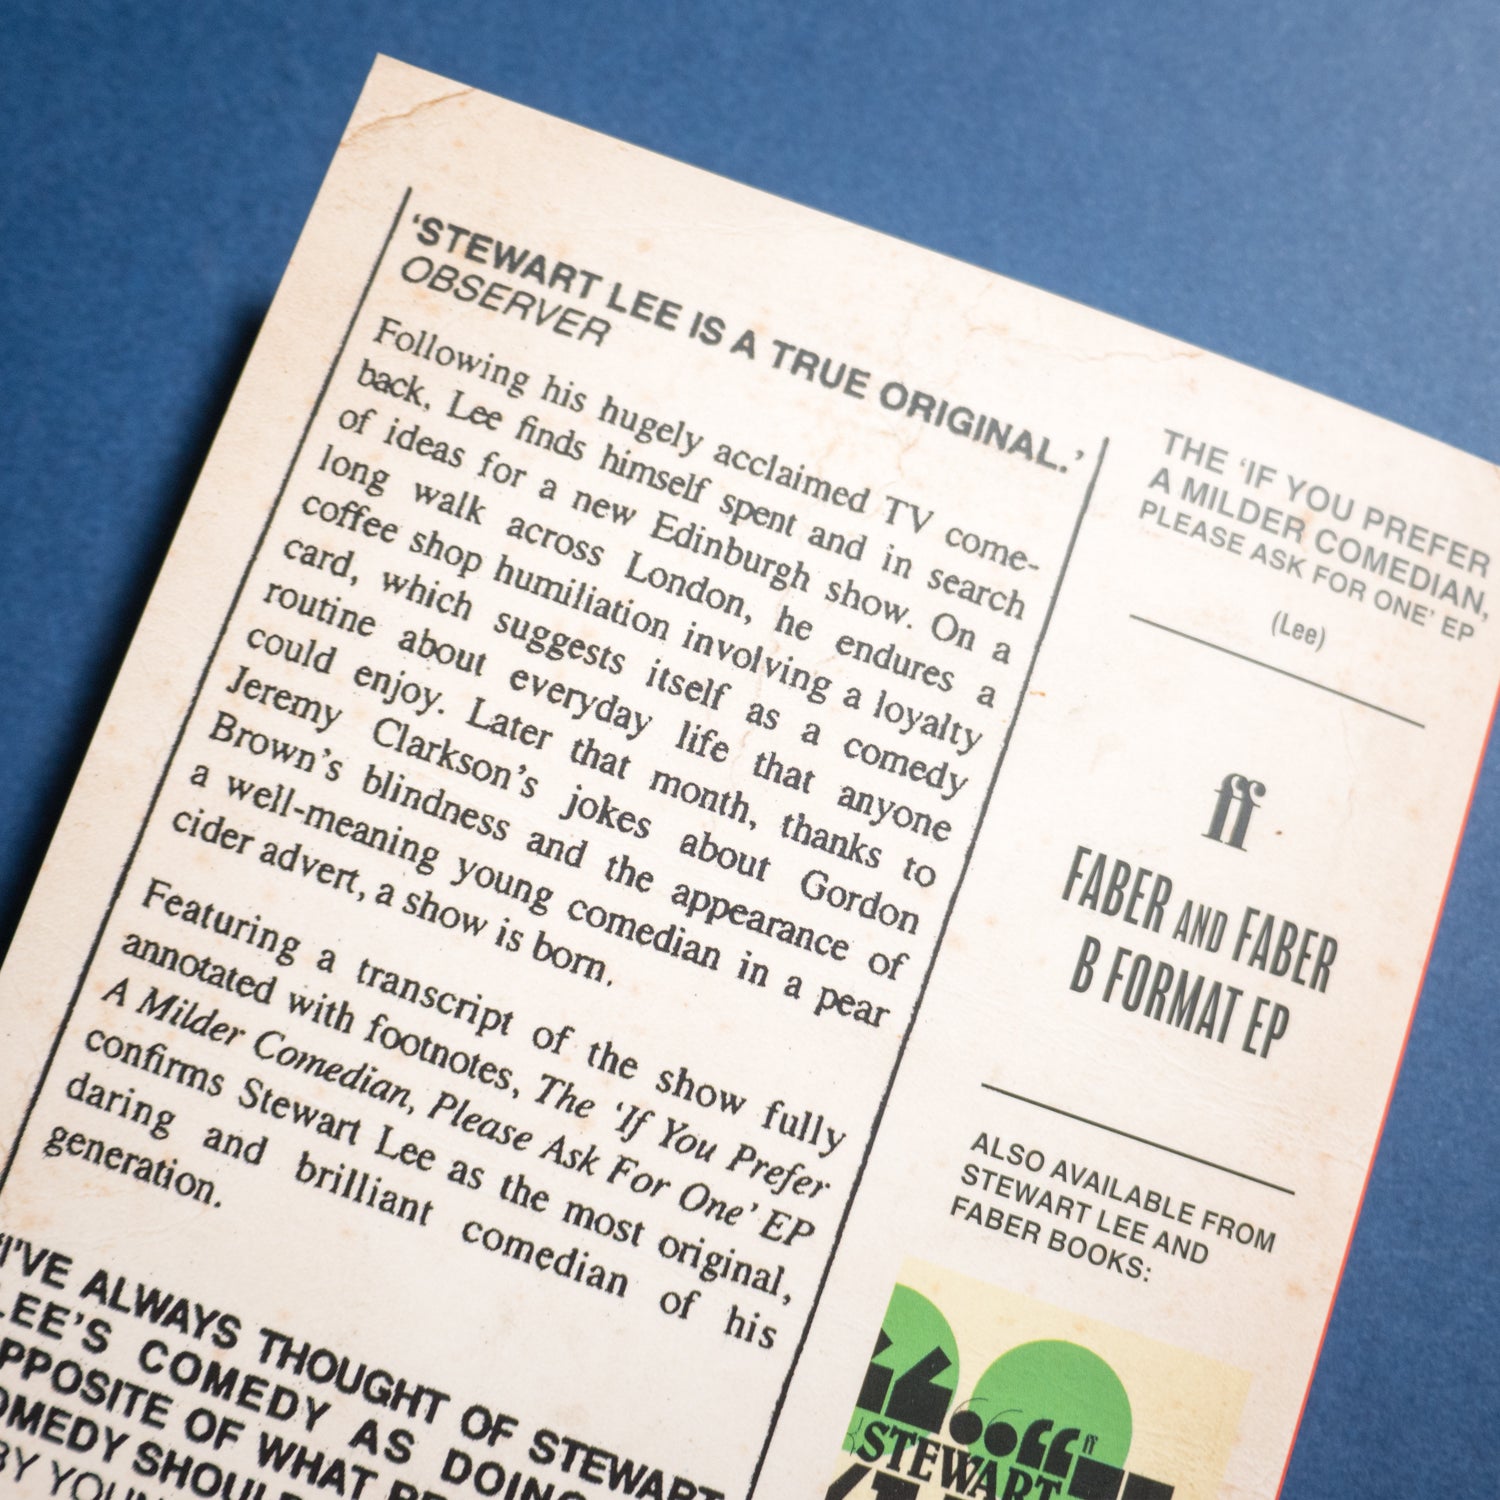 ‘STEWART LEE IS A TRUE ORIGINAL.’
OBSERVER
Following his hugely acclaimed TV come-
back, Lee finds himself spent and in search
of ideas for a new Edinburgh show. On a
long walk across London, he endures a
coffee shop humiliation involving a loyalty
card, which suggests itself as a comedy
routine about everyday life that anyone
could enjoy. Later that month, thanks to
Jeremy Clarkson’s jokes about Gordon
Brown’s blindness and the appearance of
a well-meaning young comedian in a pear
cider advert, a show is born.
Featuring a transcript of the show fully
annotated with footnotes, The ‘If You Prefer
A Milder Comedian, Please Ask For One’ EP
confirms Stewart Lee as the most original,
daring and brilliant comedian of his
generation.
‘I'VE ALWAYS THOUGHT OF STEWART
LEE’S COMEDY AS DOING
OF WHAT
BY
THE ‘IF YOU PREFER
A MILDER COMEDIAN,
PLEASE ASK FOR ONE’ EP
(Lee)
ff
FABER AND FABER
B FORMAT EP
ALSO AVAILABLE FROM
STEWART LEE AND
FABER BOOKS:
ff
STEWART